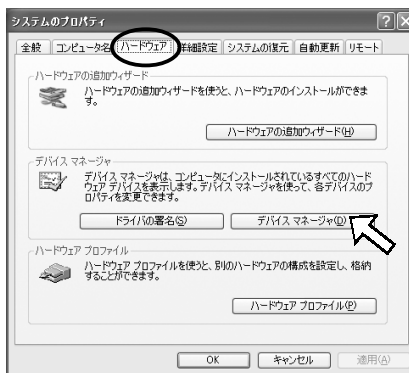 システムのプロパティ
全般 コンピュータ名 ハードウェア 詳細設定 システムの復元 自動更新 リモート
ハードウェアの追加ウィザード
ハードウェアの追加ウィザードを使うと、ハードウェアのインストールができま
す。
ハードウェアの追加ウィザード(H)
デバイス マネージャ
デバイス マネージャは、コンピュータにインストールされているすべてのハード
ウェア デバイスを表示します。デバイス マネージャを使って、各デバイスのプ
ロパティを変更できます。
ドライバの署名(S) デバイス マネージャ(D)
ハードウェア プロファイル
ハードウェア プロファイルを使うと、別のハードウェアの構成を設定し、格納
することができます。
ハードウェア プロファイル(P)
OK キャンセル 適用(A)